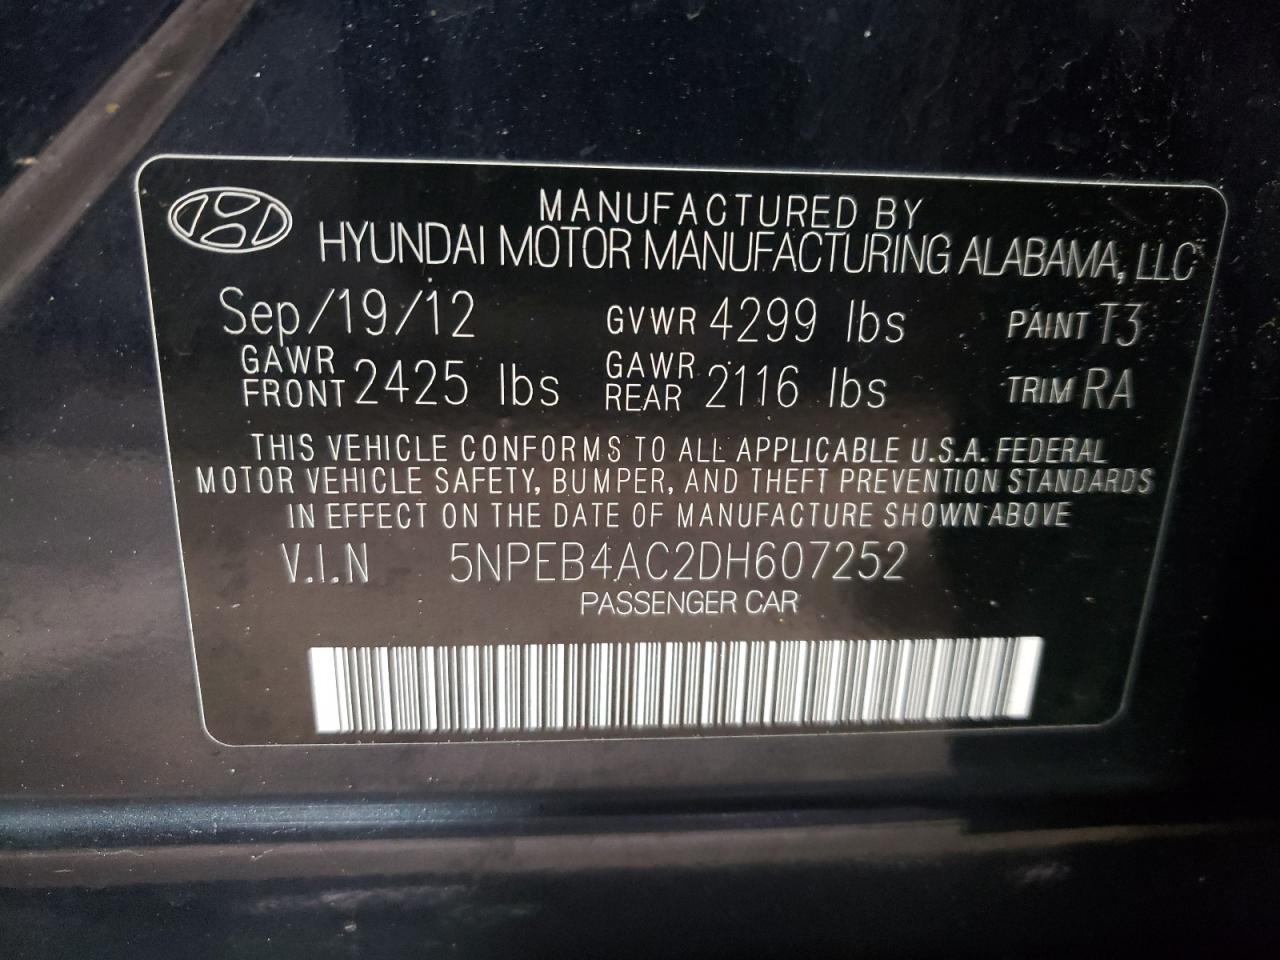 MANUFACTURED BY
HYUNDAI MOTOR MANUFACTURING ALABAMA, LLC
Sep/19/12 GVWR 4299 lbs PAINT T3
GAWR FRONT 2425 lbs GAWR REAR 2116 lbs TRIM RA
THIS VEHICLE CONFORMS TO ALL APPLICABLE U.S.A. FEDERAL
MOTOR VEHICLE SAFETY, BUMPER, AND THEFT PREVENTION STANDARDS
IN EFFECT ON THE DATE OF MANUFACTURE SHOWN ABOVE
V.I.N 5NPEB4AC2DH607252
PASSENGER CAR